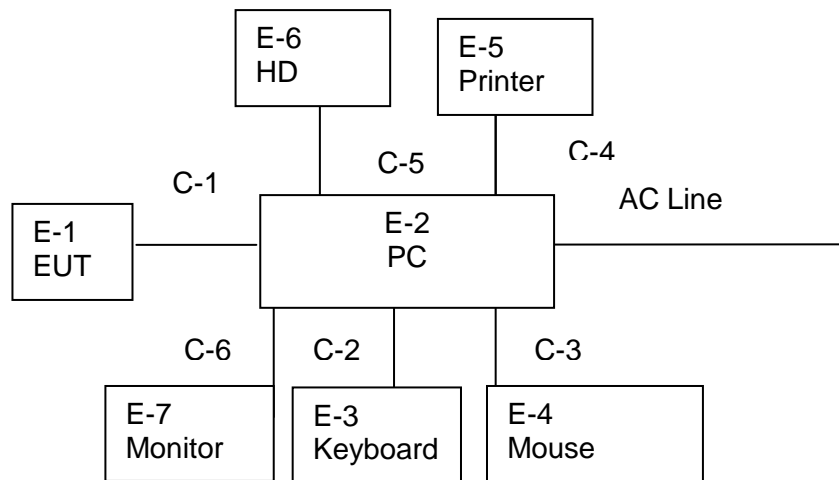 E-6
HD
E-5
Printer
C-5
C-4
C-1
AC Line
E-1
EUT
E-2
PC
C-6
C-2
C-3
E-7
Monitor
E-3
Keyboard
E-4
Mouse